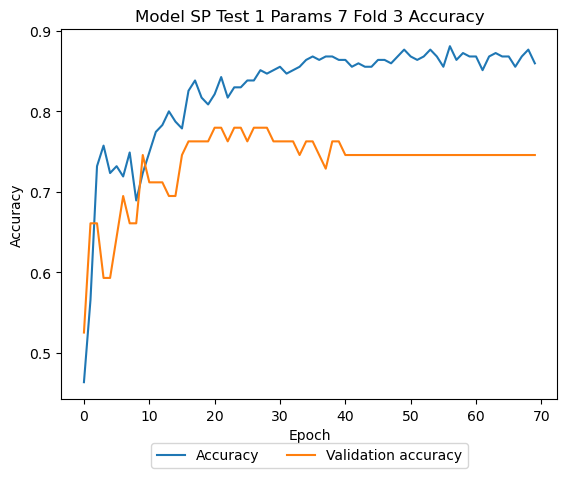 Model SP Test 1 Params 7 Fold 3 Accuracy
0.9
0.8
0.7
0.6
0.5
Accuracy
0 10 20 30 40 50 60 70
Epoch
Accuracy Validation accuracy